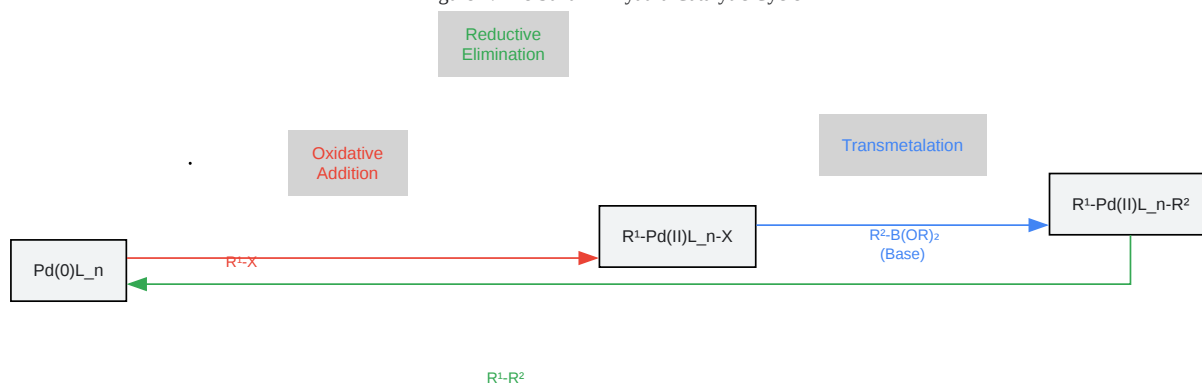 Reductive
Elimination
Oxidative
Addition
Transmetalation
R¹-Pd(II)L_n-R²
R¹-Pd(II)L_n-X
R²-B(OR)₂
(Base)
Pd(0)L_n
R¹-X
R¹-R²